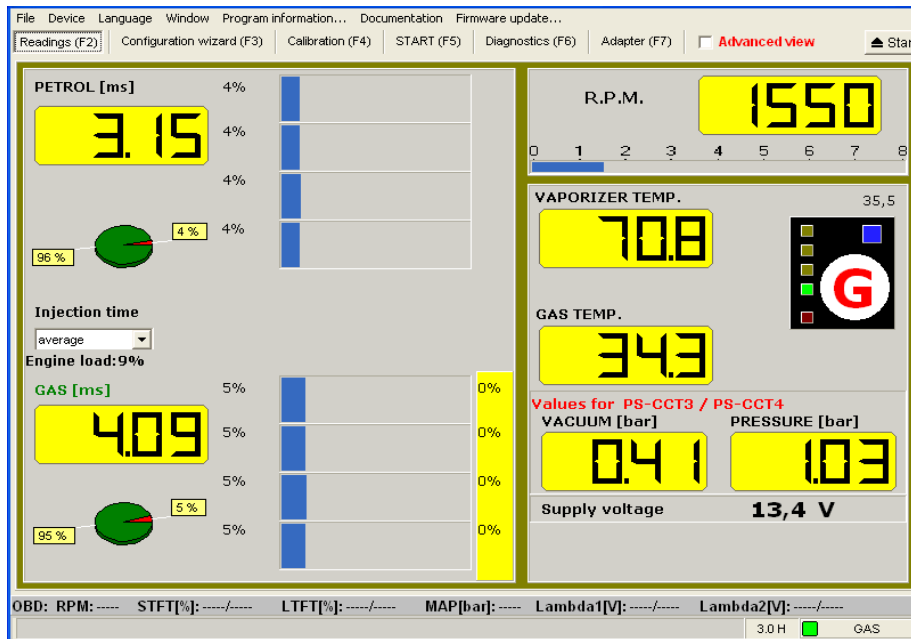 File Device Language Window Program information... Documentation Firmware update...
Readings (F2) Configuration wizard (F3) Calibration (F4) START (F5) Diagnostics (F6) Adapter (F7) Advanced view Star
PETROL [ms]
3.15
4%
4%
4%
4%
96 %
4 %
Injection time
average
Engine load:9%
GAS [ms]
4.09
5%
5%
5%
5%
0%
0%
0%
0%
95 %
5 %
R.P.M.
1550
0 1 2 3 4 5 6 7 8
VAPORIZER TEMP.
35,5
70.8
G
GAS TEMP.
34.3
Values for PS-CCT3 / PS-CCT4
VACUUM [bar] PRESSURE [bar]
0.41 1.03
Supply voltage 13,4 V
OBD: RPM: ----- STFT[%]: -----/----- LTFT[%]: -----/----- MAP[bar]: ----- Lambda1[V]: -----/----- Lambda2[V]: -----/-----
3.0 H GAS